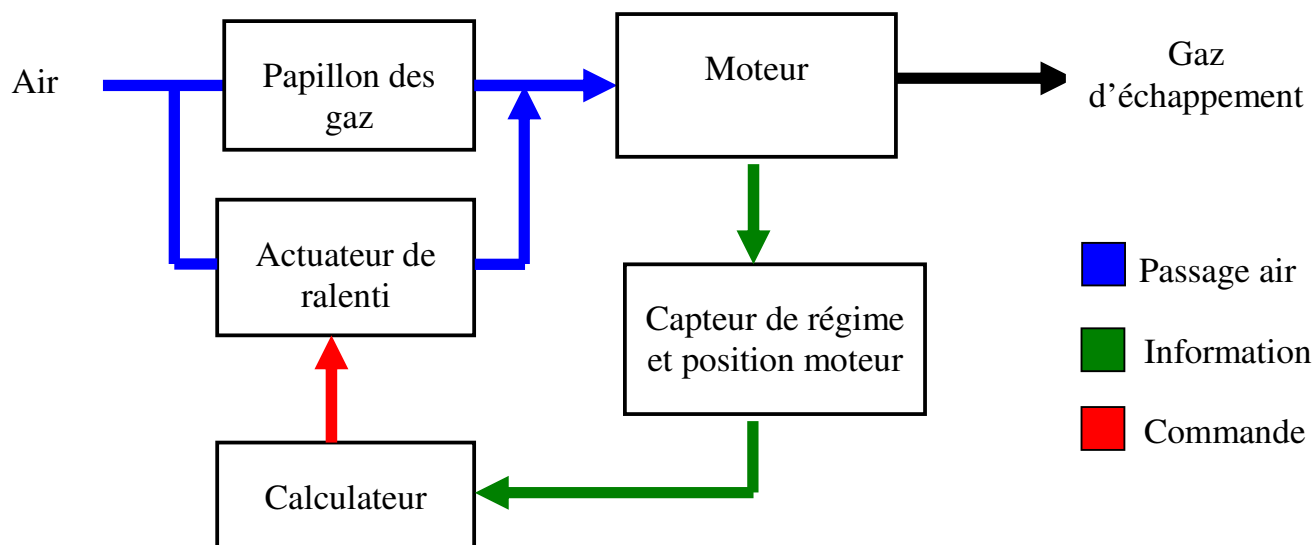 Air
Papillon des
gaz
Moteur
Gaz
d’échappement
Actuateur de
ralenti
Capteur de régime
et position moteur
Calculateur
Passage air
Information
Commande